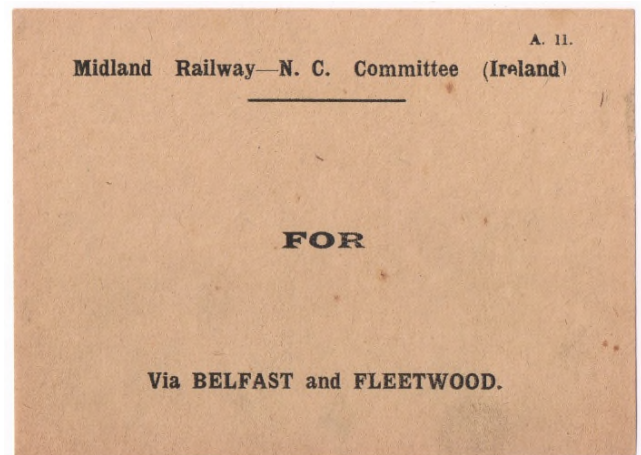 A. 11.
Midland Railway—N. C. Committee (Ireland)
FOR
Via BELFAST and FLEETWOOD.